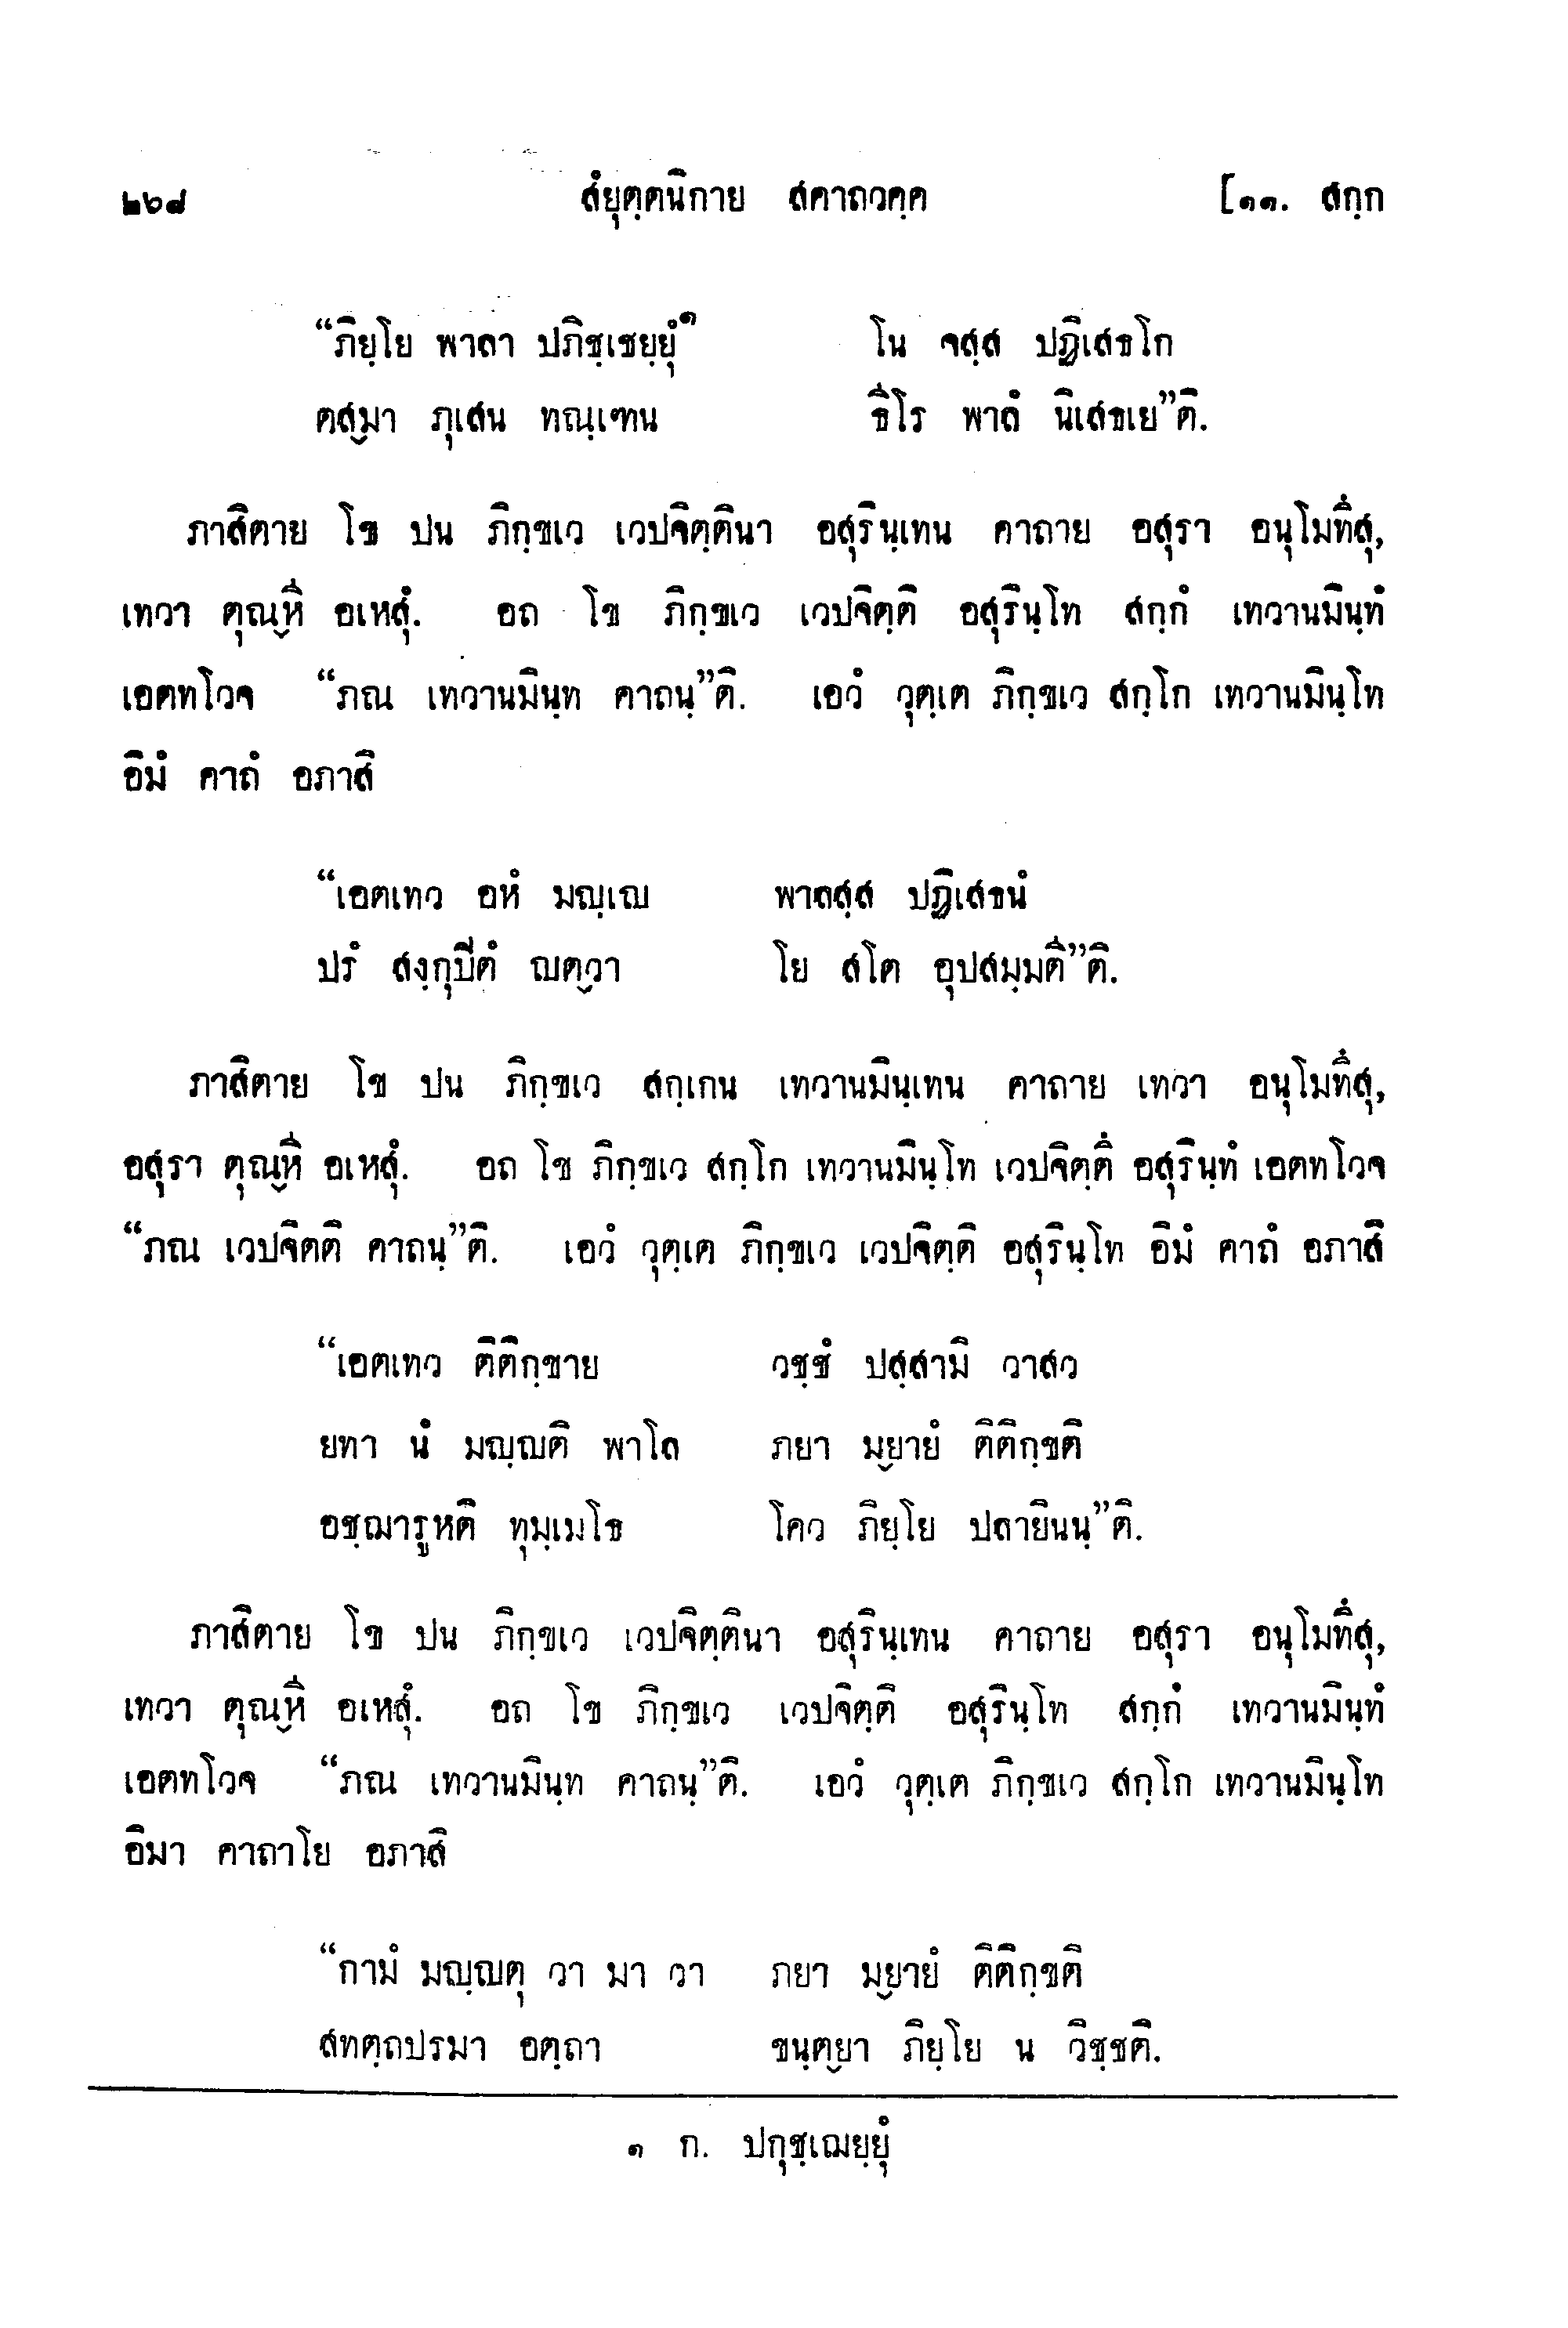 ๒๖๘ สํยุตฺตนิกาย สคาถวคฺค [๑๑. สกฺก
“ภิยฺโย พาลา ปภิชฺเชยฺยุํ๑ โน จสฺส ปฏิเสธโก
ตสฺมา ภุเสน ทณฺเฑน ธีโร พาลํ นิเสธเย”ติ.
ภาสิตาย โข ปน ภิกฺขเว เวปจิตฺตินา อสุรินฺเทน คาถาย อสุรา อนุโมทึสุ,
เทวา ตุณฺหี อเหสุํ. อถ โข ภิกฺขเว เวปจิตฺติ อสุรินฺโท สกฺกํ เทวานมินฺทํ
เอตทโวจ “ภณ เทวานมินฺท คาถนฺ”ติ. เอวํ วุตฺเต ภิกฺขเว สกฺโก เทวานมินฺโท
อิมํ คาถํ อภาสิ
“เอตเทว อหํ มญฺเญ พาลสฺส ปฏิเสธนํ
ปรํ สงฺกุปิตํ ญตฺวา โย สโต อุปสมฺมตี”ติ.
ภาสิตาย โข ปน ภิกฺขเว สกฺเกน เทวานมินฺเทน คาถาย เทวา อนุโมทึสุ,
อสุรา ตุณฺหี อเหสุํ. อถ โข ภิกฺขเว สกฺโก เทวานมินฺโท เวปจิตฺตึ อสุรินฺทํ เอตทโวจ
“ภณ เวปจิตติ คาถนฺ”ติ. เอวํ วุตฺเต ภิกฺขเว เวปจิตฺติ อสุรินฺโท อิมํ คาถํ อภาสิ
“เอตเทว ติติกฺขาย วชฺชํ ปสฺสามิ วาสว
ยทา นํ มญฺญติ พาโล ภยา มฺยายํ ติติกฺขติ
อชฺฌารูหติ ทุมฺเมโธ โคว ภิยฺโย ปลายินนฺ”ติ.
ภาสิตาย โข ปน ภิกฺขเว เวปจิตฺตินา อสุรินฺเทน คาถาย อสุรา อนุโมทึสุ,
เทวา ตุณฺหี อเหสุํ. อถ โข ภิกฺขเว เวปจิตฺติ อสุรินฺโท สกฺกํ เทวานมินฺทํ
เอตทโวจ “ภณ เทวานมินฺท คาถนฺ”ติ. เอวํ วุตฺเต ภิกฺขเว สกฺโก เทวานมินฺโท
อิมา คาถาโย อภาสิ
“กามํ มญฺญตุ วา มา วา ภยา มฺยายํ ติติกฺขติ
สทตฺถปรมา อตฺถา ขนฺตฺยา ภิยฺโย น วิชฺชติ.
๑ ก. ปกุชฺเฌยฺยุํ